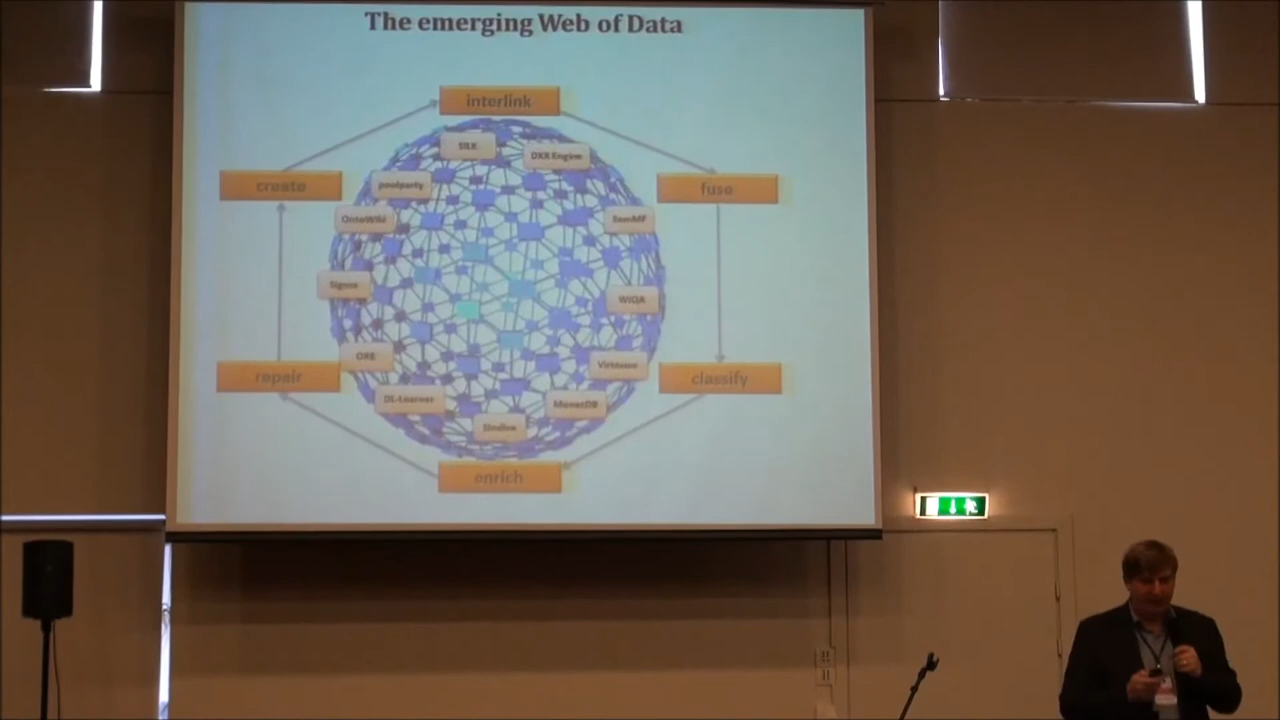 The emerging Web of Data
interlink
SILK
DXX Engine
poolparty
create
fuse
OntoWiki
SemMF
Sigma
WIQA
ORE
Virtuoso
repair
classify
DL-Learner
MonetDB
Sindice
enrich